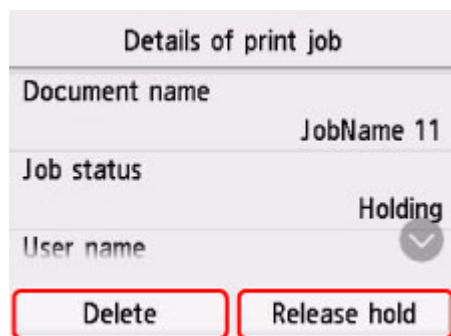 Details of print job
Document name
JobName 11
Job status
Holding
User name
Delete
Release hold